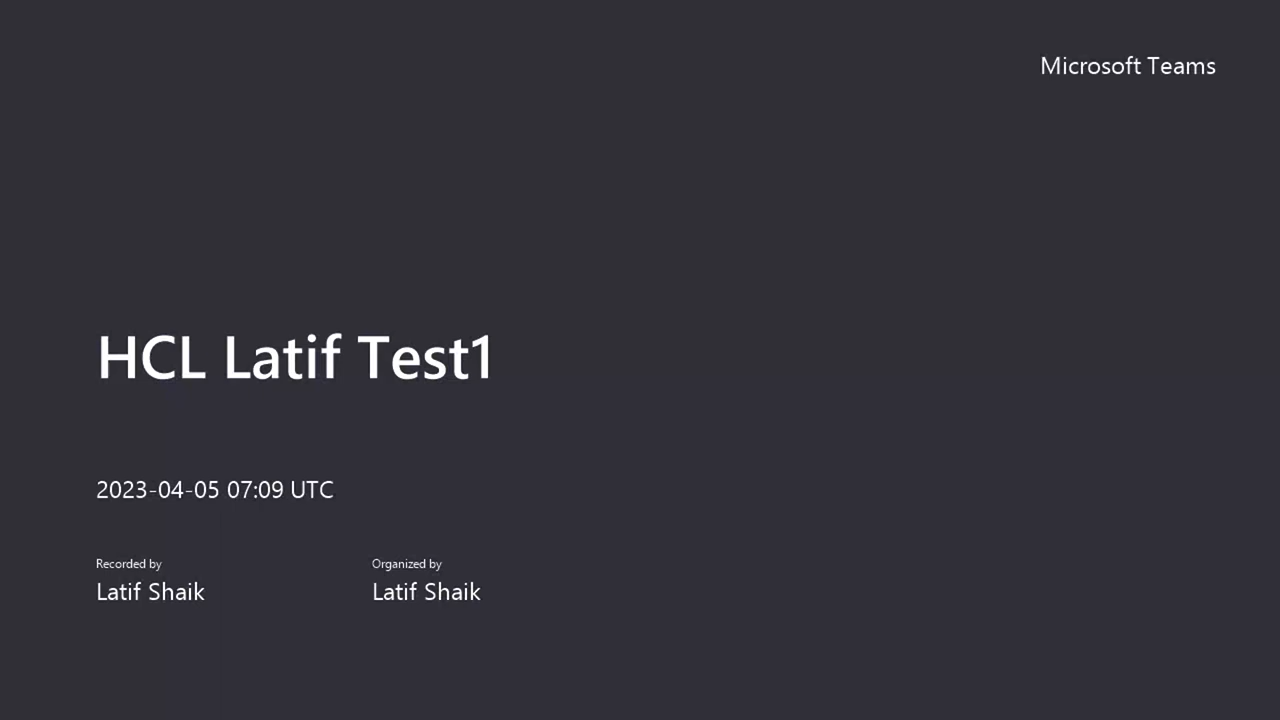 Microsoft Teams
HCL Latif Test1
2023-04-05 07:09 UTC
Recorded by
Latif Shaik
Organized by
Latif Shaik